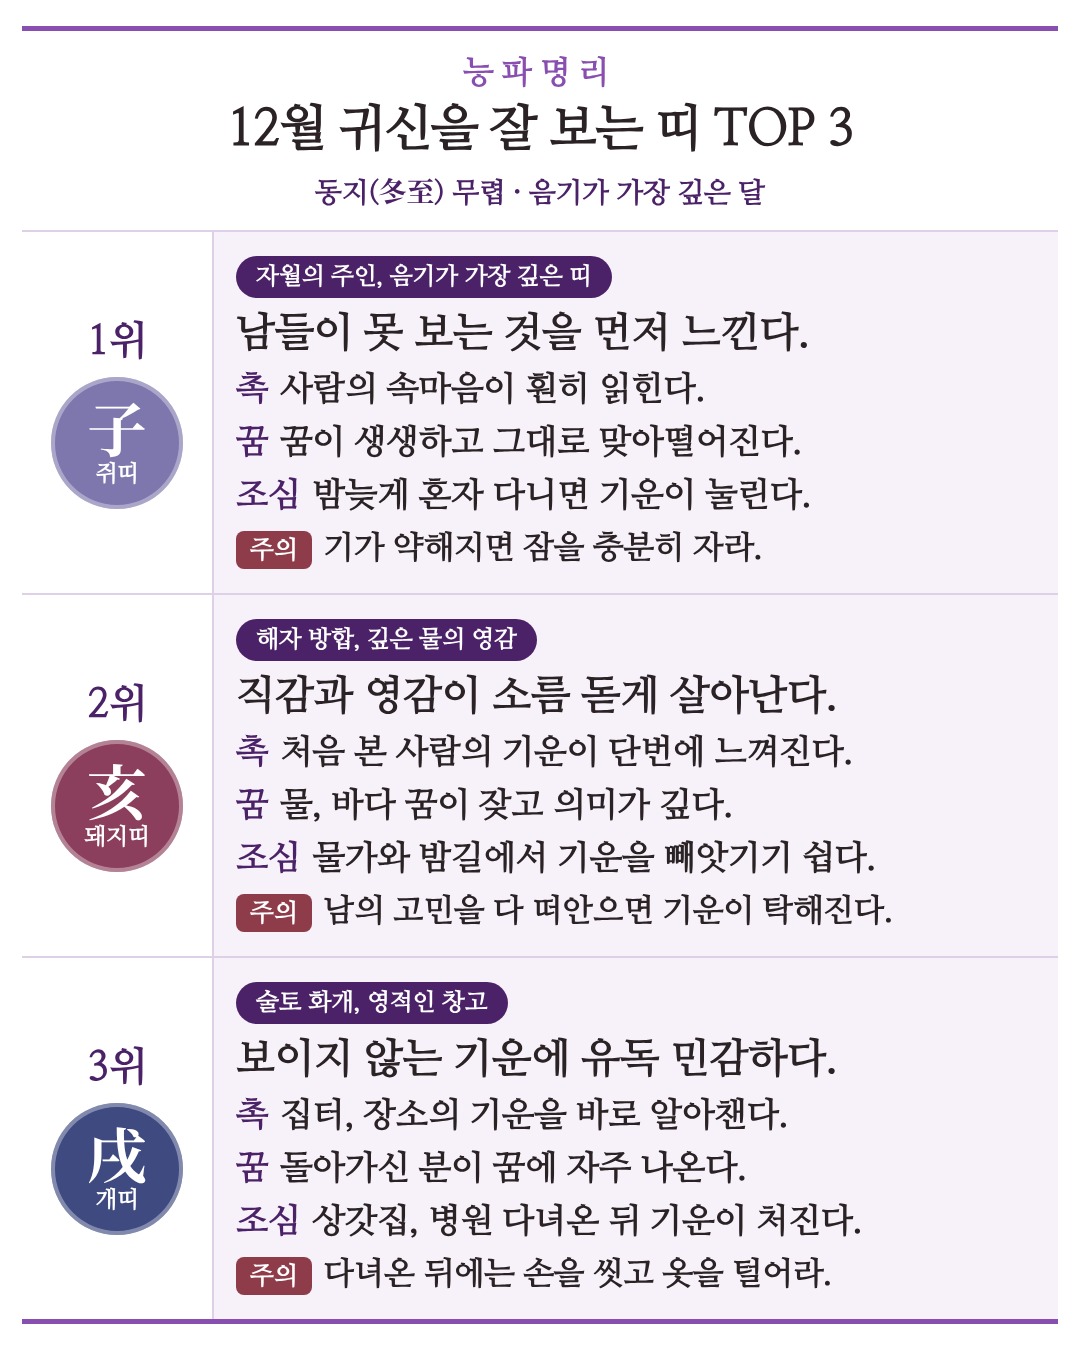 능파명리
12월 귀신을 잘 보는 띠 TOP 3
동지(冬至) 무렵 · 음기가 가장 깊은 달
1위
子
쥐띠
자월의 주인, 음기가 가장 깊은 띠
남들이 못 보는 것을 먼저 느낀다.
촉 사람의 속마음이 훤히 읽힌다.
꿈 꿈이 생생하고 그대로 맞아떨어진다.
조심 밤늦게 혼자 다니면 기운이 눌린다.
주의 기가 약해지면 잠을 충분히 자라.
2위
亥
돼지띠
해자 방합, 깊은 물의 영감
직감과 영감이 소름 돋게 살아난다.
촉 처음 본 사람의 기운이 단번에 느껴진다.
꿈 물, 바다 꿈이 잦고 의미가 깊다.
조심 물가와 밤길에서 기운을 빼앗기기 쉽다.
주의 남의 고민을 다 떠안으면 기운이 탁해진다.
3위
戌
개띠
술토 화개, 영적인 창고
보이지 않는 기운에 유독 민감하다.
촉 집터, 장소의 기운을 바로 알아챈다.
꿈 돌아가신 분이 꿈에 자주 나온다.
조심 상갓집, 병원 다녀온 뒤 기운이 처진다.
주의 다녀온 뒤에는 손을 씻고 옷을 털어라.